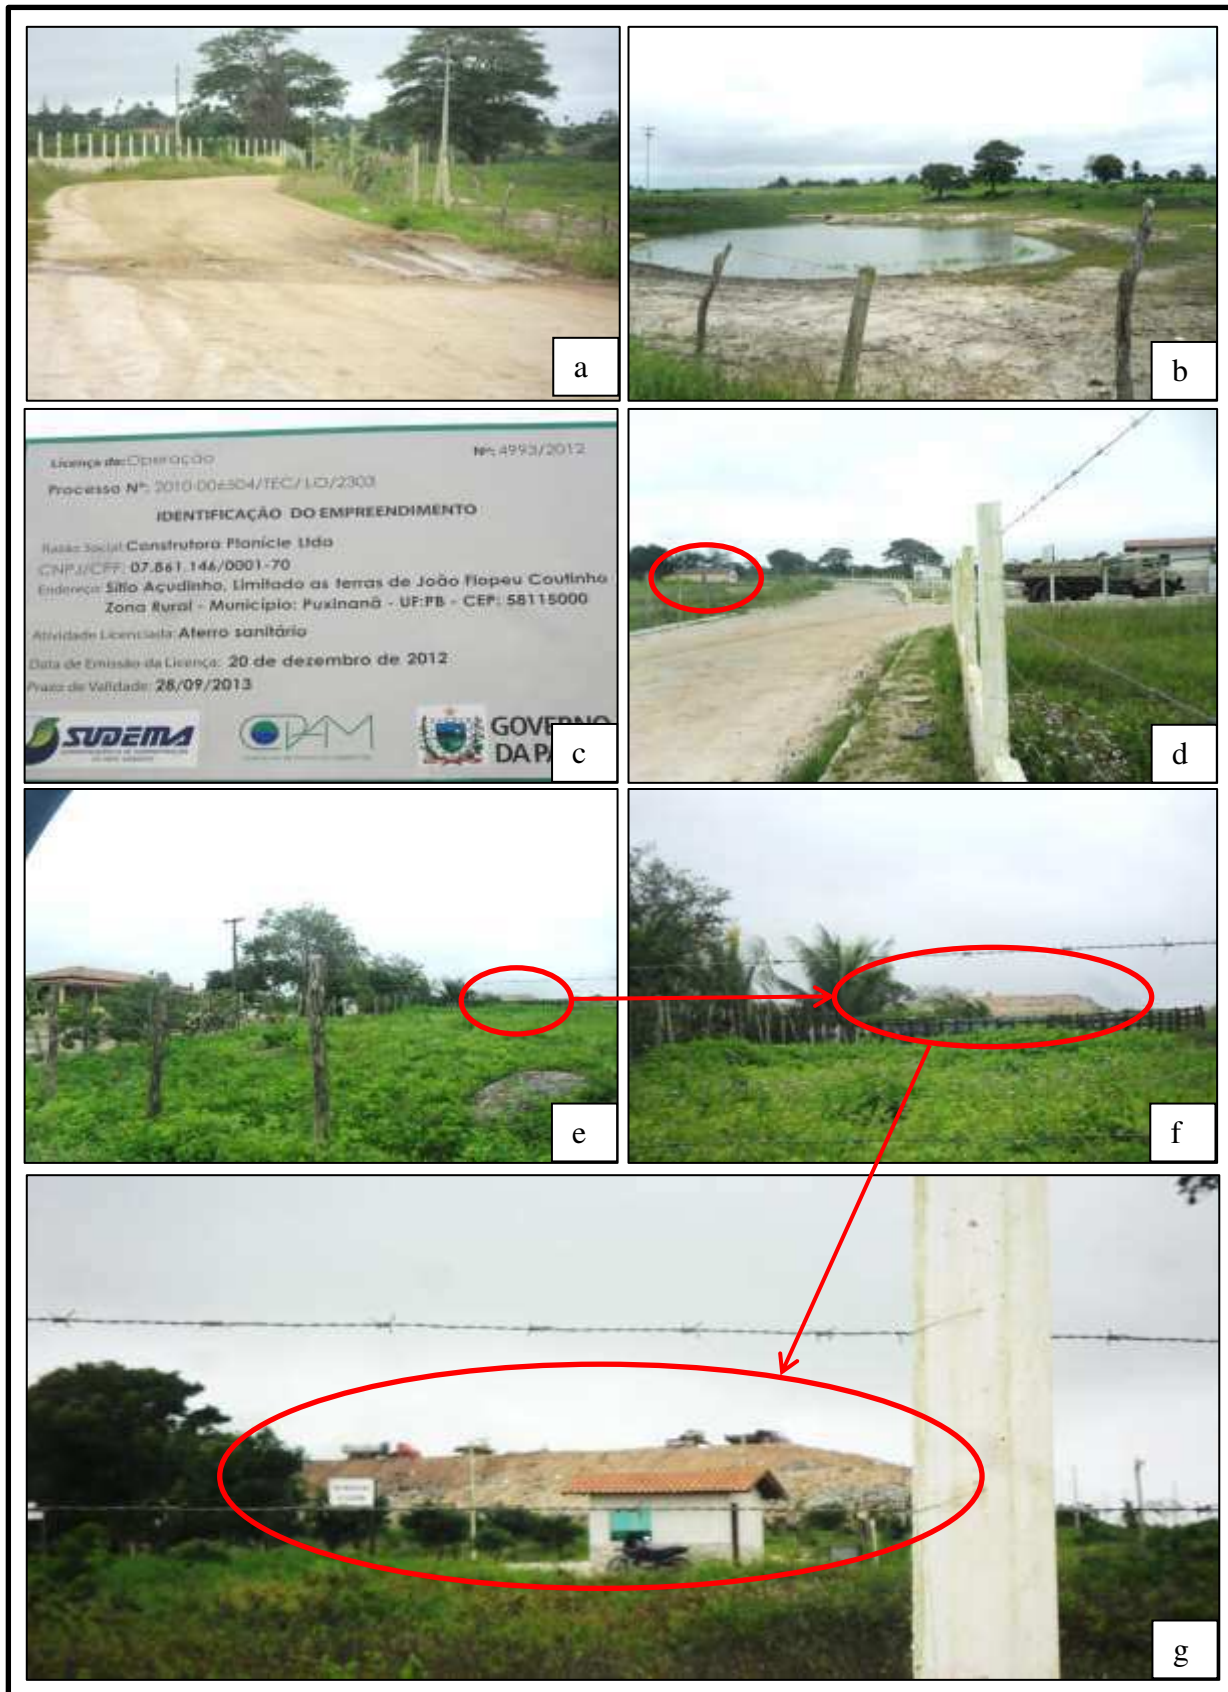 a
b
Licença de: Operação
Nº: 4993/2012
Processo Nº: 2010-006504/TEC/LO/2303
IDENTIFICAÇÃO DO EMPREENDIMENTO
Razão Social: Construtora Planície Ltda
CNPJ/CPF: 07.861.146/0001-70
Endereço: Sítio Açudinho, Limitado as terras de João Flopeu Coutinho
Zona Rural - Município: Puxinanã - UF:PB - CEP: 58115000
Atividade Licenciada: Aterro sanitário
Data de Emissão da Licença: 20 de dezembro de 2012
Prazo de Validade: 28/09/2013
SUDEMA
COPAM
GOVERNO
DA PA
c
d
e
f
g